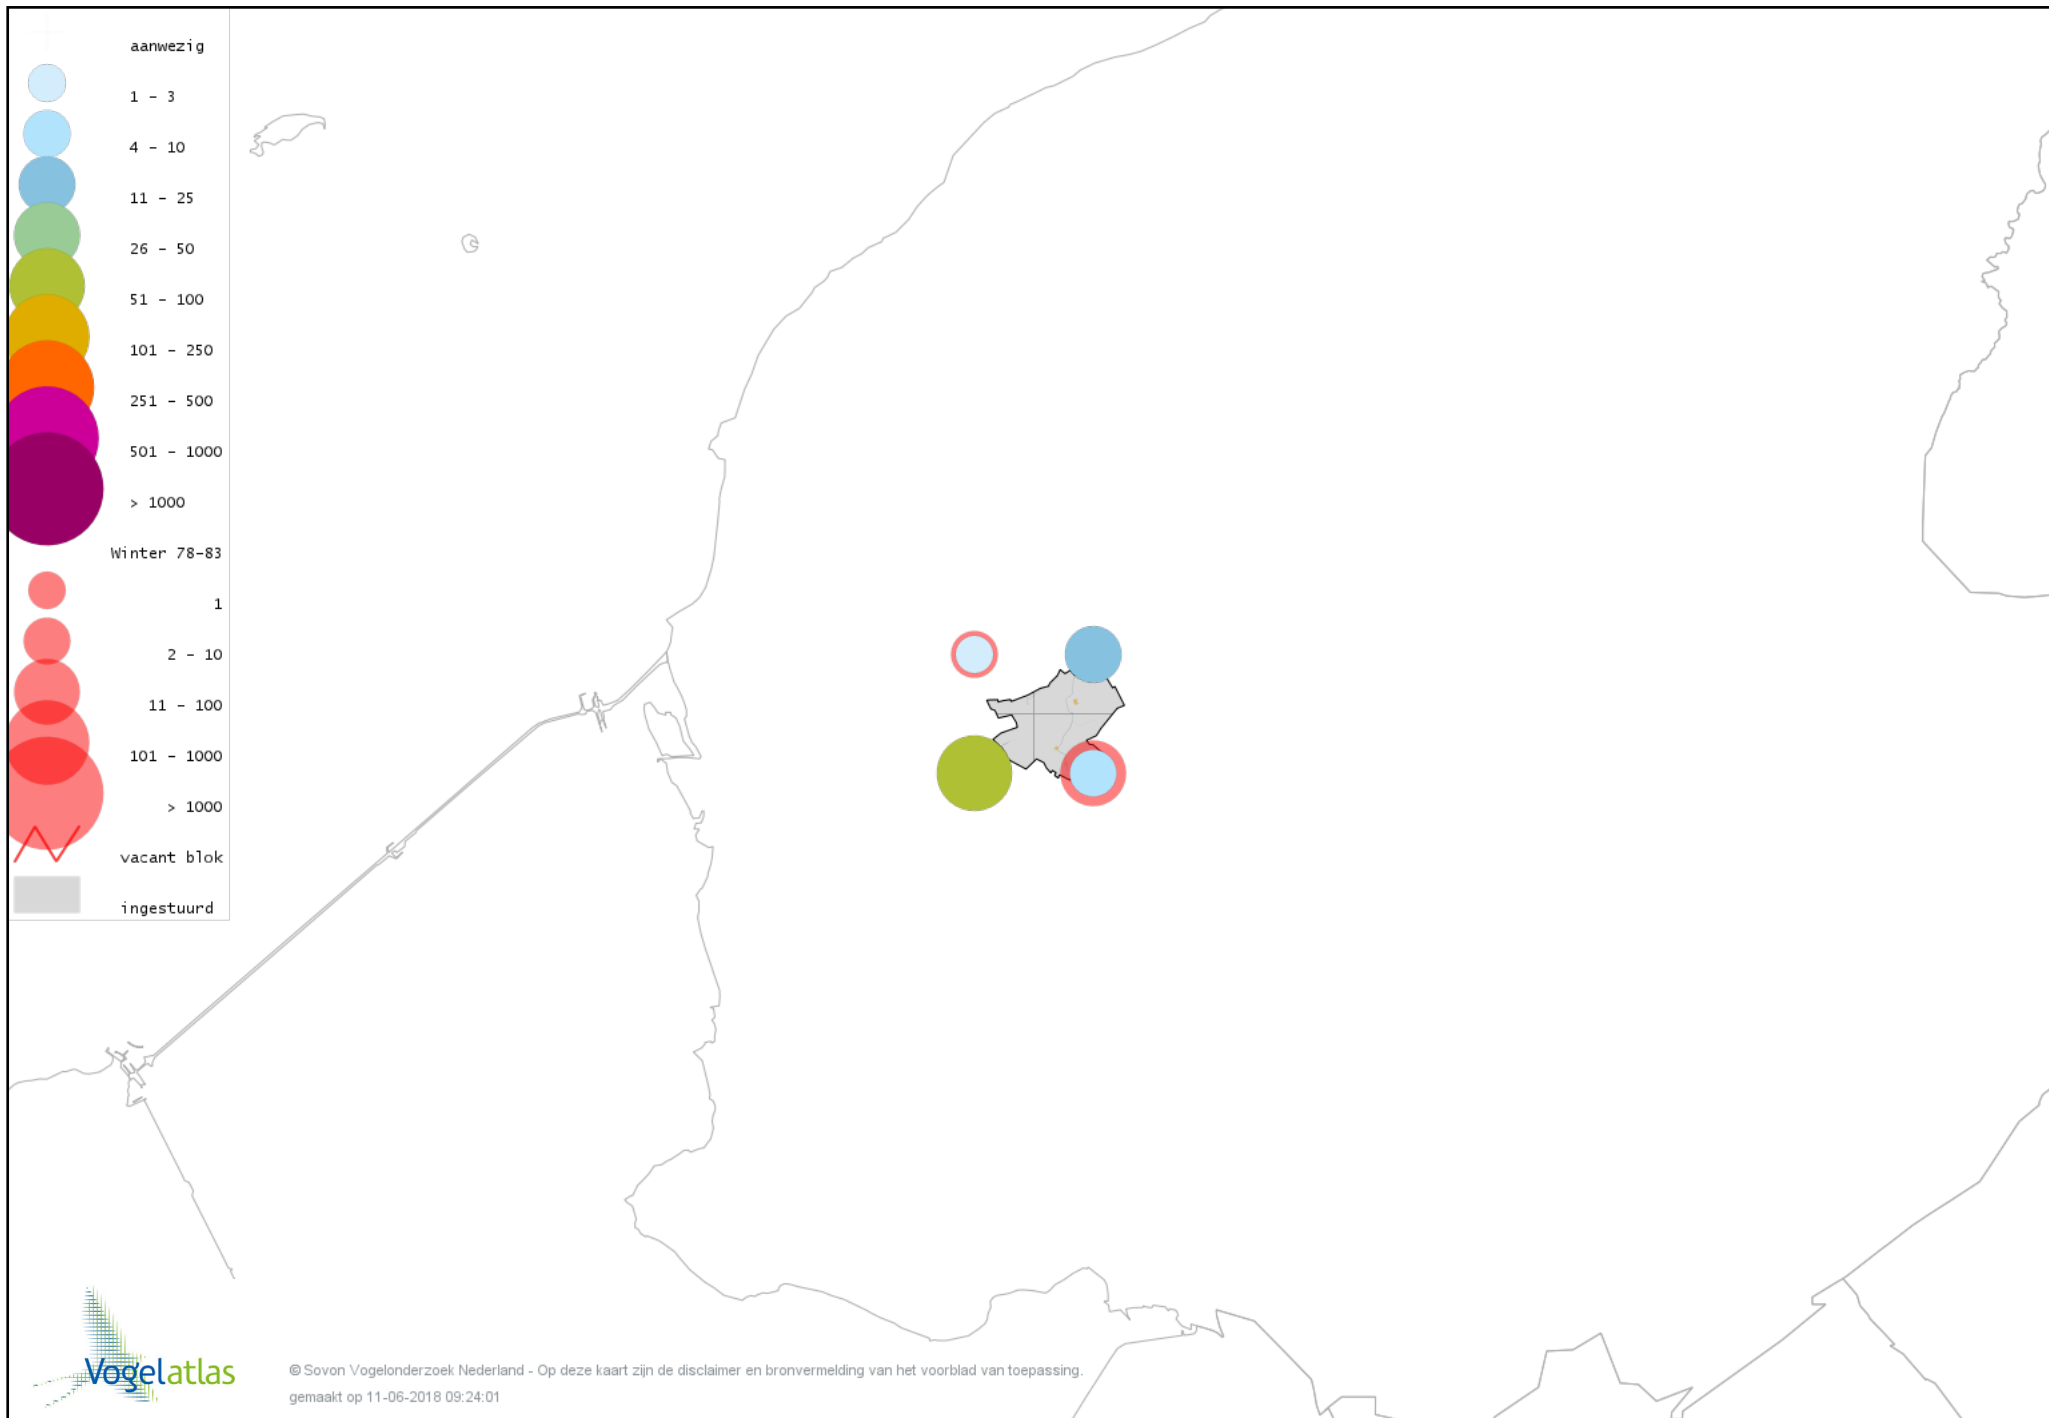 aanwezig
1 - 3
4 - 10
11 - 25
26 - 50
51 - 100
101 - 250
251 - 500
501 - 1000
> 1000
Winter 78-83
1
2 - 10
11 - 100
101 - 1000
> 1000
vacant blok
ingestuurd
Vogelatlas
© Sovon Vogelonderzoek Nederland - Op deze kaart zijn de disclaimer en bronvermelding van het voorblad van toepassing.
gemaakt op 11-06-2018 09:24:01